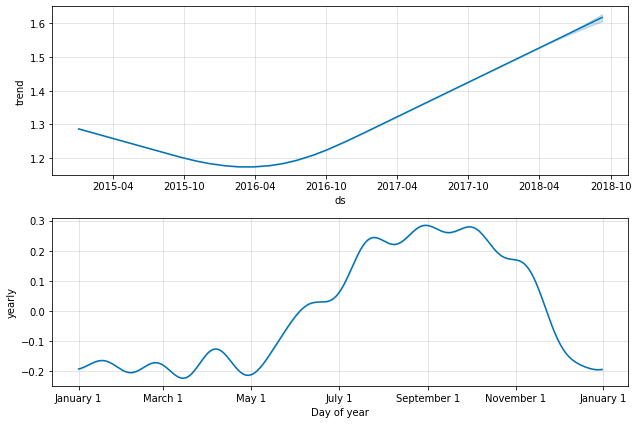 1.6
1.5
1.4
1.3
1.2
trend
2015-04 2015-10 2016-04 2016-10 2017-04 2017-10 2018-04 2018-10
ds
0.3
0.2
0.1
0.0
−0.1
−0.2
yearly
January 1 March 1 May 1 July 1 September 1 November 1 January 1
Day of year